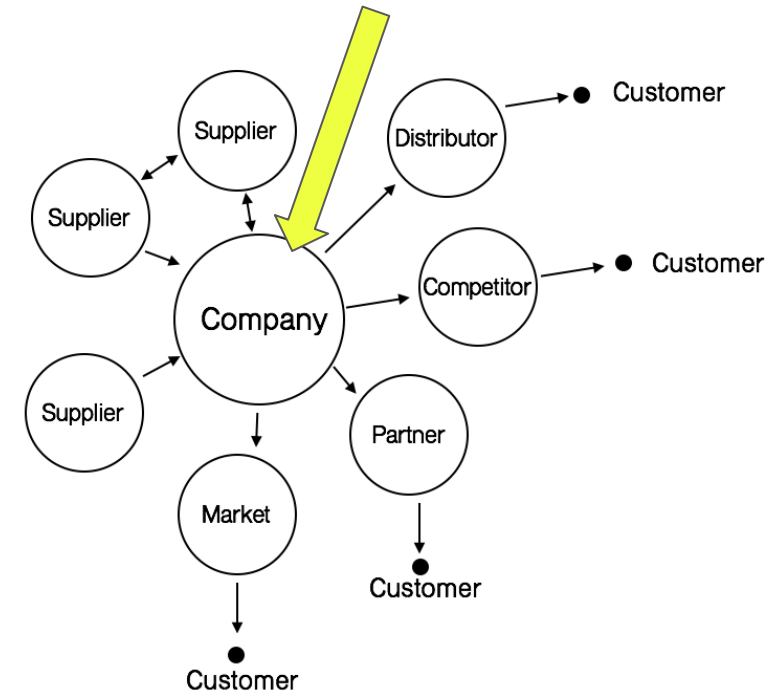 Customer
Supplier
Distributor
Supplier
Customer
Competitor
Company
Supplier
Partner
Market
Customer
Customer